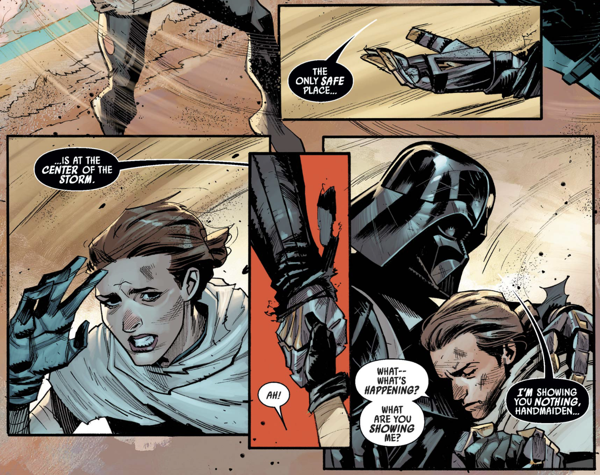 THE
ONLY SAFE
PLACE...
...IS AT THE
CENTER OF THE
STORM.
AH!
WHAT--
WHAT'S
HAPPENING?
WHAT
ARE YOU
SHOWING
ME?
I'M SHOWING
YOU NOTHING,
HANDMAIDEN...